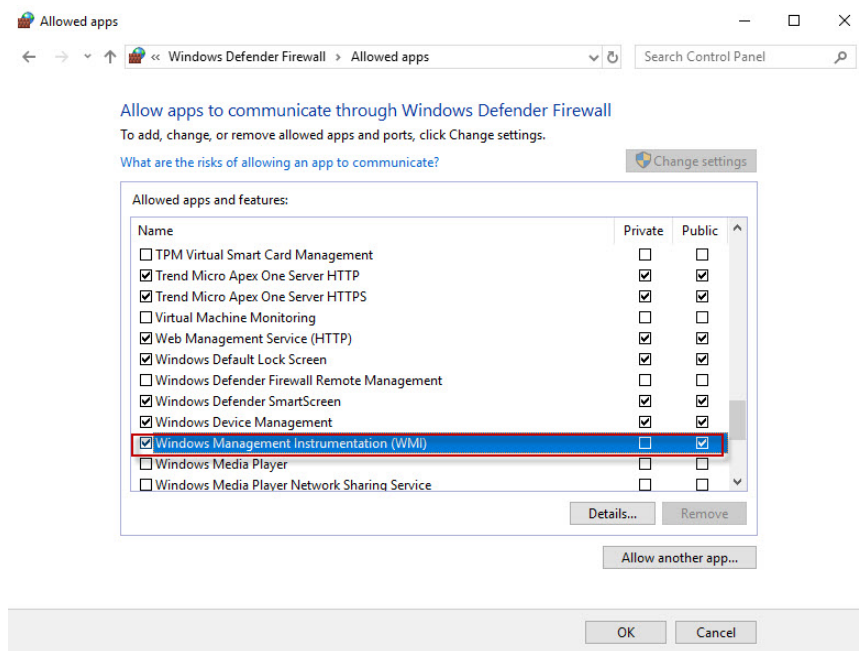 Allowed apps
« Windows Defender Firewall > Allowed apps
Search Control Panel
Allow apps to communicate through Windows Defender Firewall
To add, change, or remove allowed apps and ports, click Change settings.
What are the risks of allowing an app to communicate?
Change settings
Allowed apps and features:
Name Private Public
TPM Virtual Smart Card Management
Trend Micro Apex One Server HTTP
Trend Micro Apex One Server HTTPS
Virtual Machine Monitoring
Web Management Service (HTTP)
Windows Default Lock Screen
Windows Defender Firewall Remote Management
Windows Defender SmartScreen
Windows Device Management
Windows Management Instrumentation (WMI)
Windows Media Player
Windows Media Player Network Sharing Service
Details... Remove
Allow another app...
OK Cancel